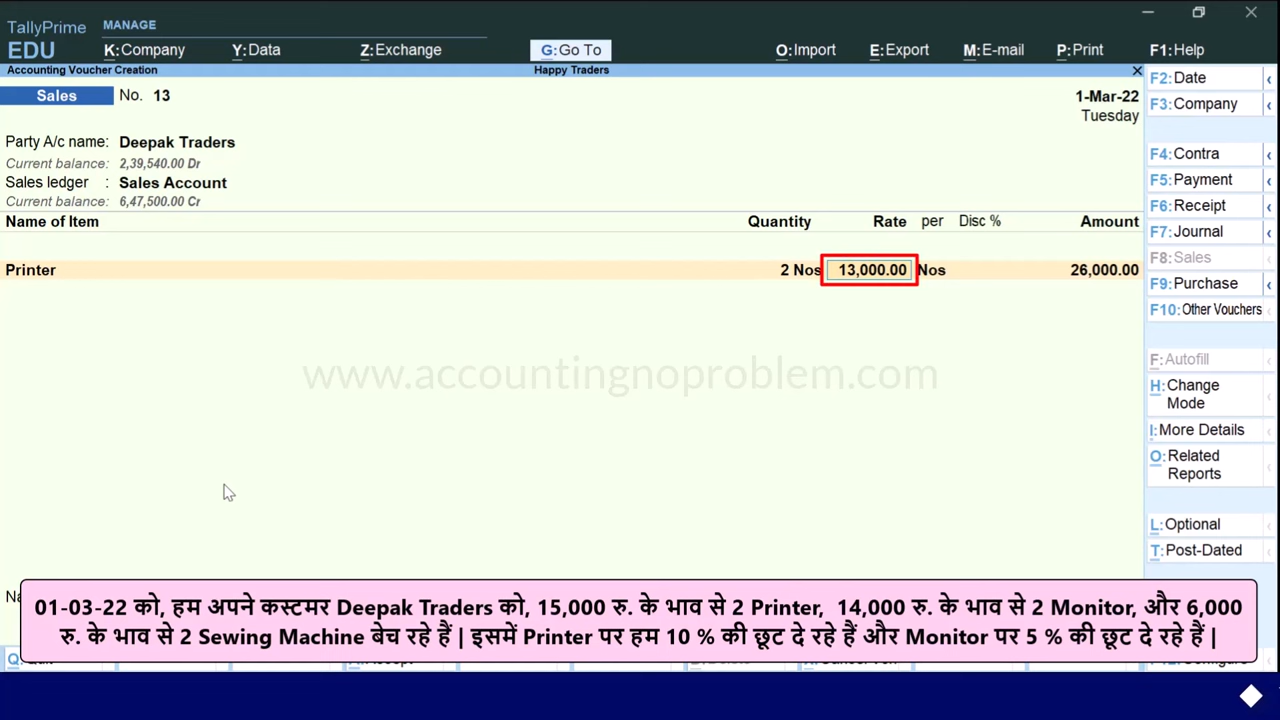 TallyPrime MANAGE
EDU K:Company Y:Data Z:Exchange G:Go To O:Import E:Export M:E-mail P:Print F1:Help
Accounting Voucher Creation Happy Traders
Sales No. 13 1-Mar-22
Tuesday
Party A/c name: Deepak Traders
Current balance: 2,39,540.00 Dr
Sales ledger : Sales Account
Current balance: 6,47,500.00 Cr
Name of Item Quantity Rate per Disc % Amount
Printer 2 Nos 13,000.00 Nos 26,000.00
www.accountingnoproblem.com
F2:Date
F3:Company
F4:Contra
F5:Payment
F6:Receipt
F7:Journal
F8:Sales
F9:Purchase
F10:Other Vouchers
F:Autofill
H:Change
Mode
I:More Details
O:Related
Reports
L:Optional
T:Post-Dated
01-03-22 को, हम अपने कस्टमर Deepak Traders को, 15,000 रु. के भाव से 2 Printer, 14,000 रु. के भाव से 2 Monitor, और 6,000
रु. के भाव से 2 Sewing Machine बेच रहे हैं | इसमें Printer पर हम 10 % की छूट दे रहे हैं और Monitor पर 5 % की छूट दे रहे हैं |